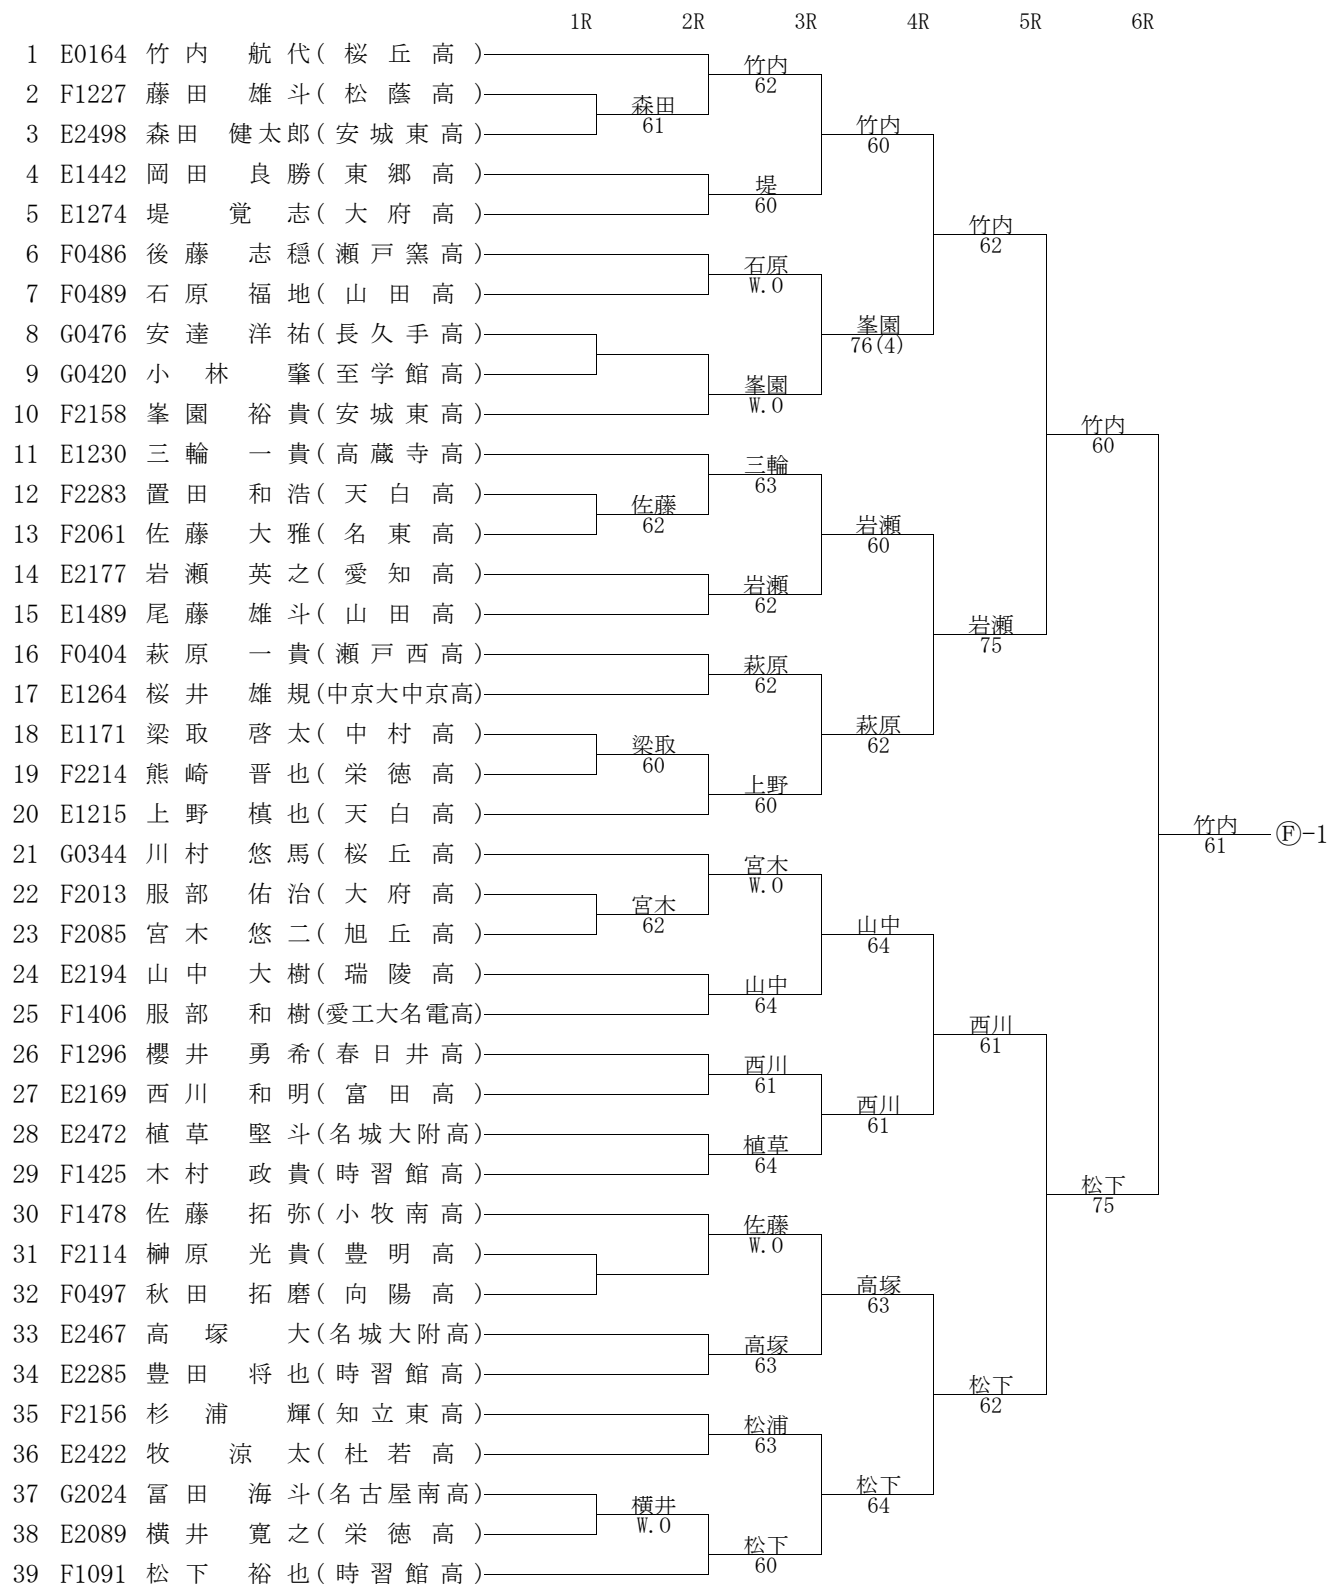 1R 2R 3R 4R 5R 6R
1 E0164 竹内 航代(桜丘高)
竹内
62
2 F1227 藤田 雄斗(松蔭高)
森田
61
3 E2498 森田 健太郎(安城東高)
竹内
60
4 E1442 岡田 良勝(東郷高)
堤
60
5 E1274 堤 覚志(大府高)
竹内
62
6 F0486 後藤 志穏(瀬戸窯高)
石原
W.O
7 F0489 石原 福地(山田高)
8 G0476 安達 洋祐(長久手高)
峯園
76(4)
9 G0420 小林 肇(至学館高)
峯園
W.O
10 F2158 峯園 裕貴(安城東高)
竹内
60
11 E1230 三輪 一貴(高蔵寺高)
三輪
63
12 F2283 置田 和浩(天白高)
佐藤
62
13 F2061 佐藤 大雅(名東高)
岩瀬
60
14 E2177 岩瀬 英之(愛知高)
岩瀬
62
15 E1489 尾藤 雄斗(山田高)
岩瀬
75
16 F0404 萩原 一貴(瀬戸西高)
萩原
62
17 E1264 桜井 雄規(中京大中京高)
18 E1171 梁取 啓太(中村高)
萩原
62
梁取
60
19 F2214 熊崎 晋也(栄徳高)
上野
60
20 E1215 上野 槙也(天白高)
竹内
61
Ⓕ-1
21 G0344 川村 悠馬(桜丘高)
宮木
W.O
22 F2013 服部 佑治(大府高)
宮木
62
23 F2085 宮木 悠二(旭丘高)
山中
64
24 E2194 山中 大樹(瑞陵高)
山中
64
25 F1406 服部 和樹(愛工大名電高)
西川
61
26 F1296 櫻井 勇希(春日井高)
西川
61
27 E2169 西川 和明(富田高)
西川
61
28 E2472 植草 堅斗(名城大附高)
植草
64
29 F1425 木村 政貴(時習館高)
松下
75
30 F1478 佐藤 拓弥(小牧南高)
佐藤
W.O
31 F2114 榊原 光貴(豊明高)
32 F0497 秋田 拓磨(向陽高)
高塚
63
33 E2467 高塚 大(名城大附高)
高塚
63
34 E2285 豊田 将也(時習館高)
松下
62
35 F2156 杉浦 輝(知立東高)
松浦
63
36 E2422 牧 涼太(杜若高)
松下
64
37 G2024 冨田 海斗(名古屋南高)
横井
W.O
38 E2089 横井 寛之(栄徳高)
松下
60
39 F1091 松下 裕也(時習館高)